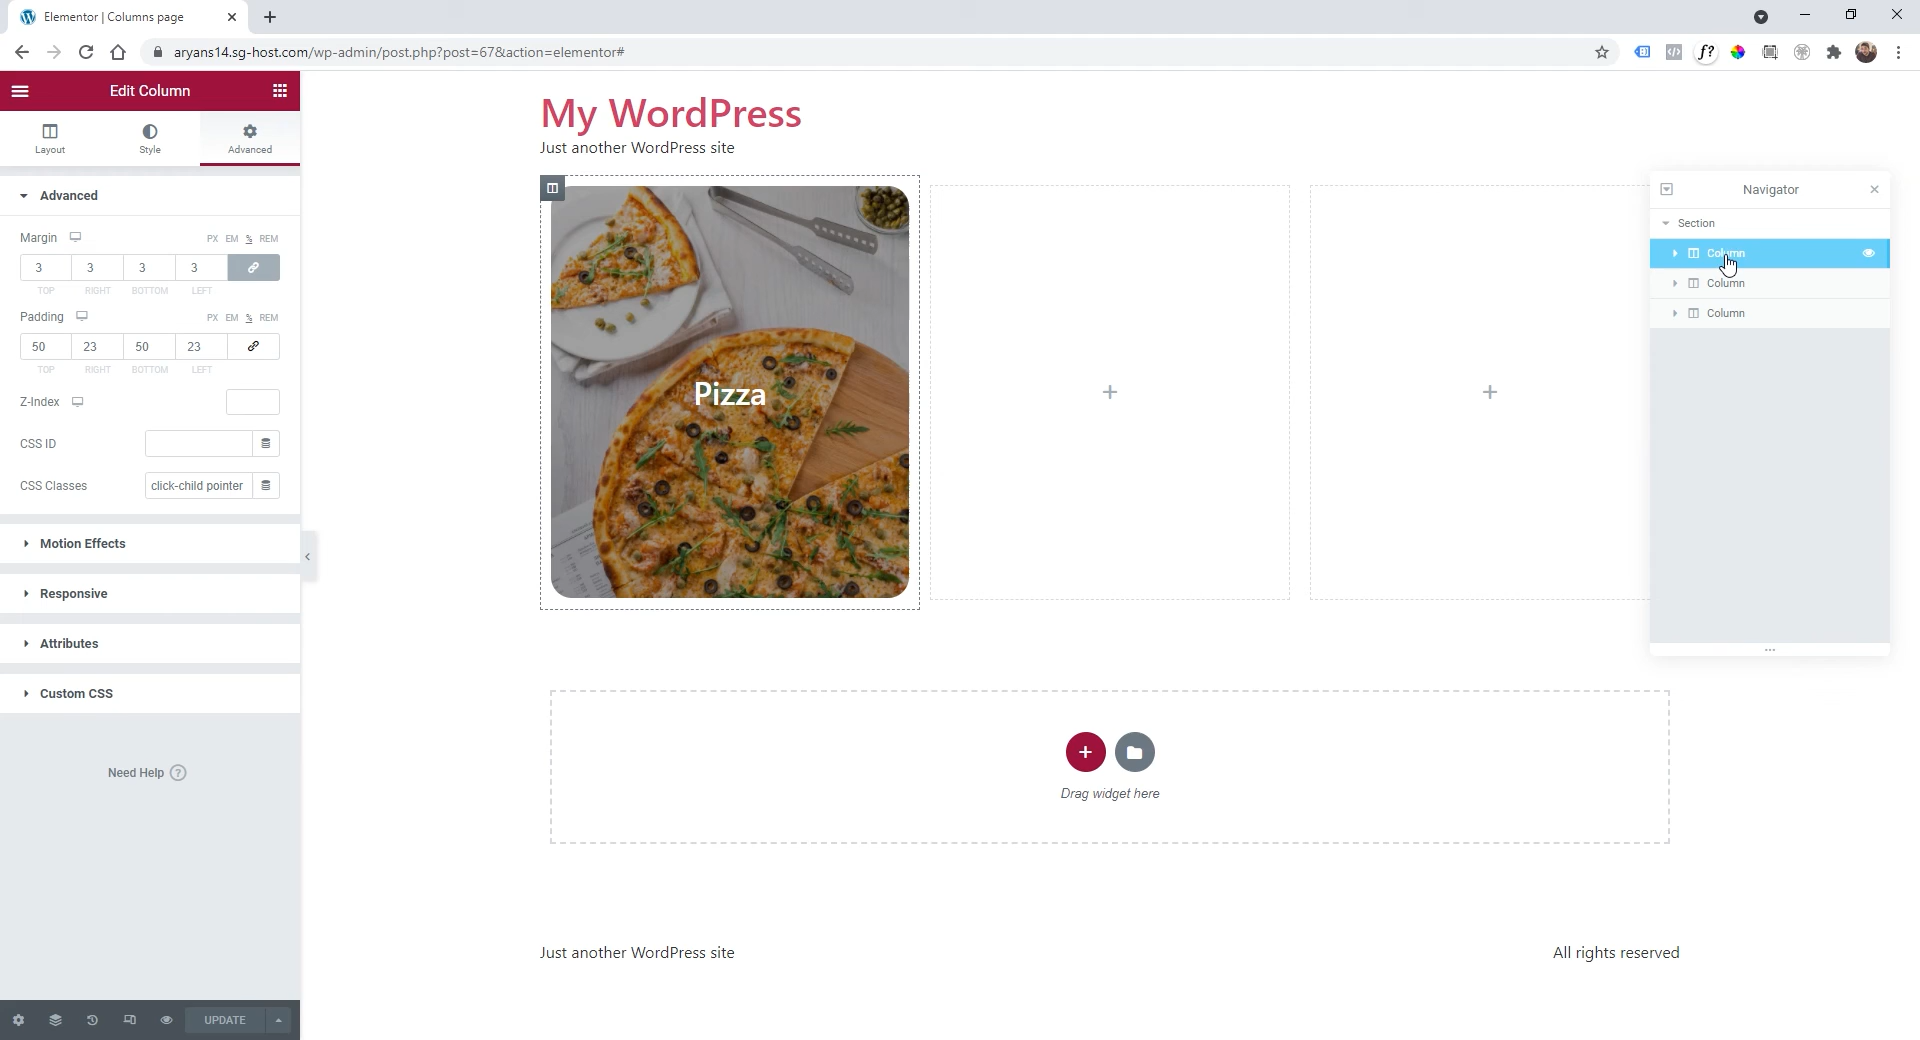 Elementor | Columns page
aryans14.sg-host.com/wp-admin/post.php?post=67&action=elementor#
f?
Edit Column
Layout
Style
Advanced
Advanced
Margin
PX EM % REM
3 3 3 3
TOP RIGHT BOTTOM LEFT
Padding
PX EM % REM
50 23 50 23
TOP RIGHT BOTTOM LEFT
Z-Index
CSS ID
CSS Classes
click-child pointer
Motion Effects
Responsive
Attributes
Custom CSS
Need Help ?
UPDATE
My WordPress
Just another WordPress site
Pizza
Drag widget here
Just another WordPress site
All rights reserved
Navigator
Section
Column
Column
Column